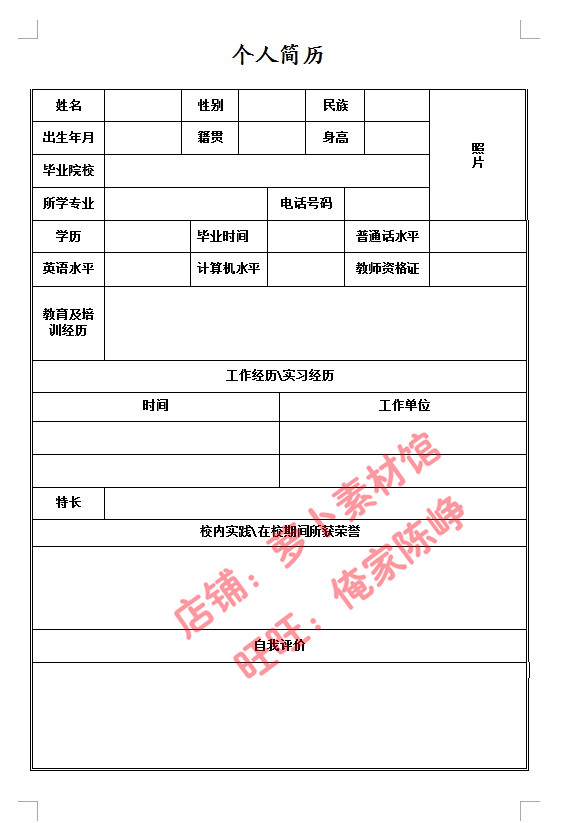 个人简历
姓名 性别 民族
照片
出生年月 籍贯 身高
毕业院校
所学专业 电话号码
学历 毕业时间 普通话水平
英语水平 计算机水平 教师资格证
教育及培
训经历
工作经历\实习经历
时间 工作单位
特长
校内实践\在校期间所获荣誉
自我评价
店铺：萝卜素材馆
旺旺：俺家陈峥